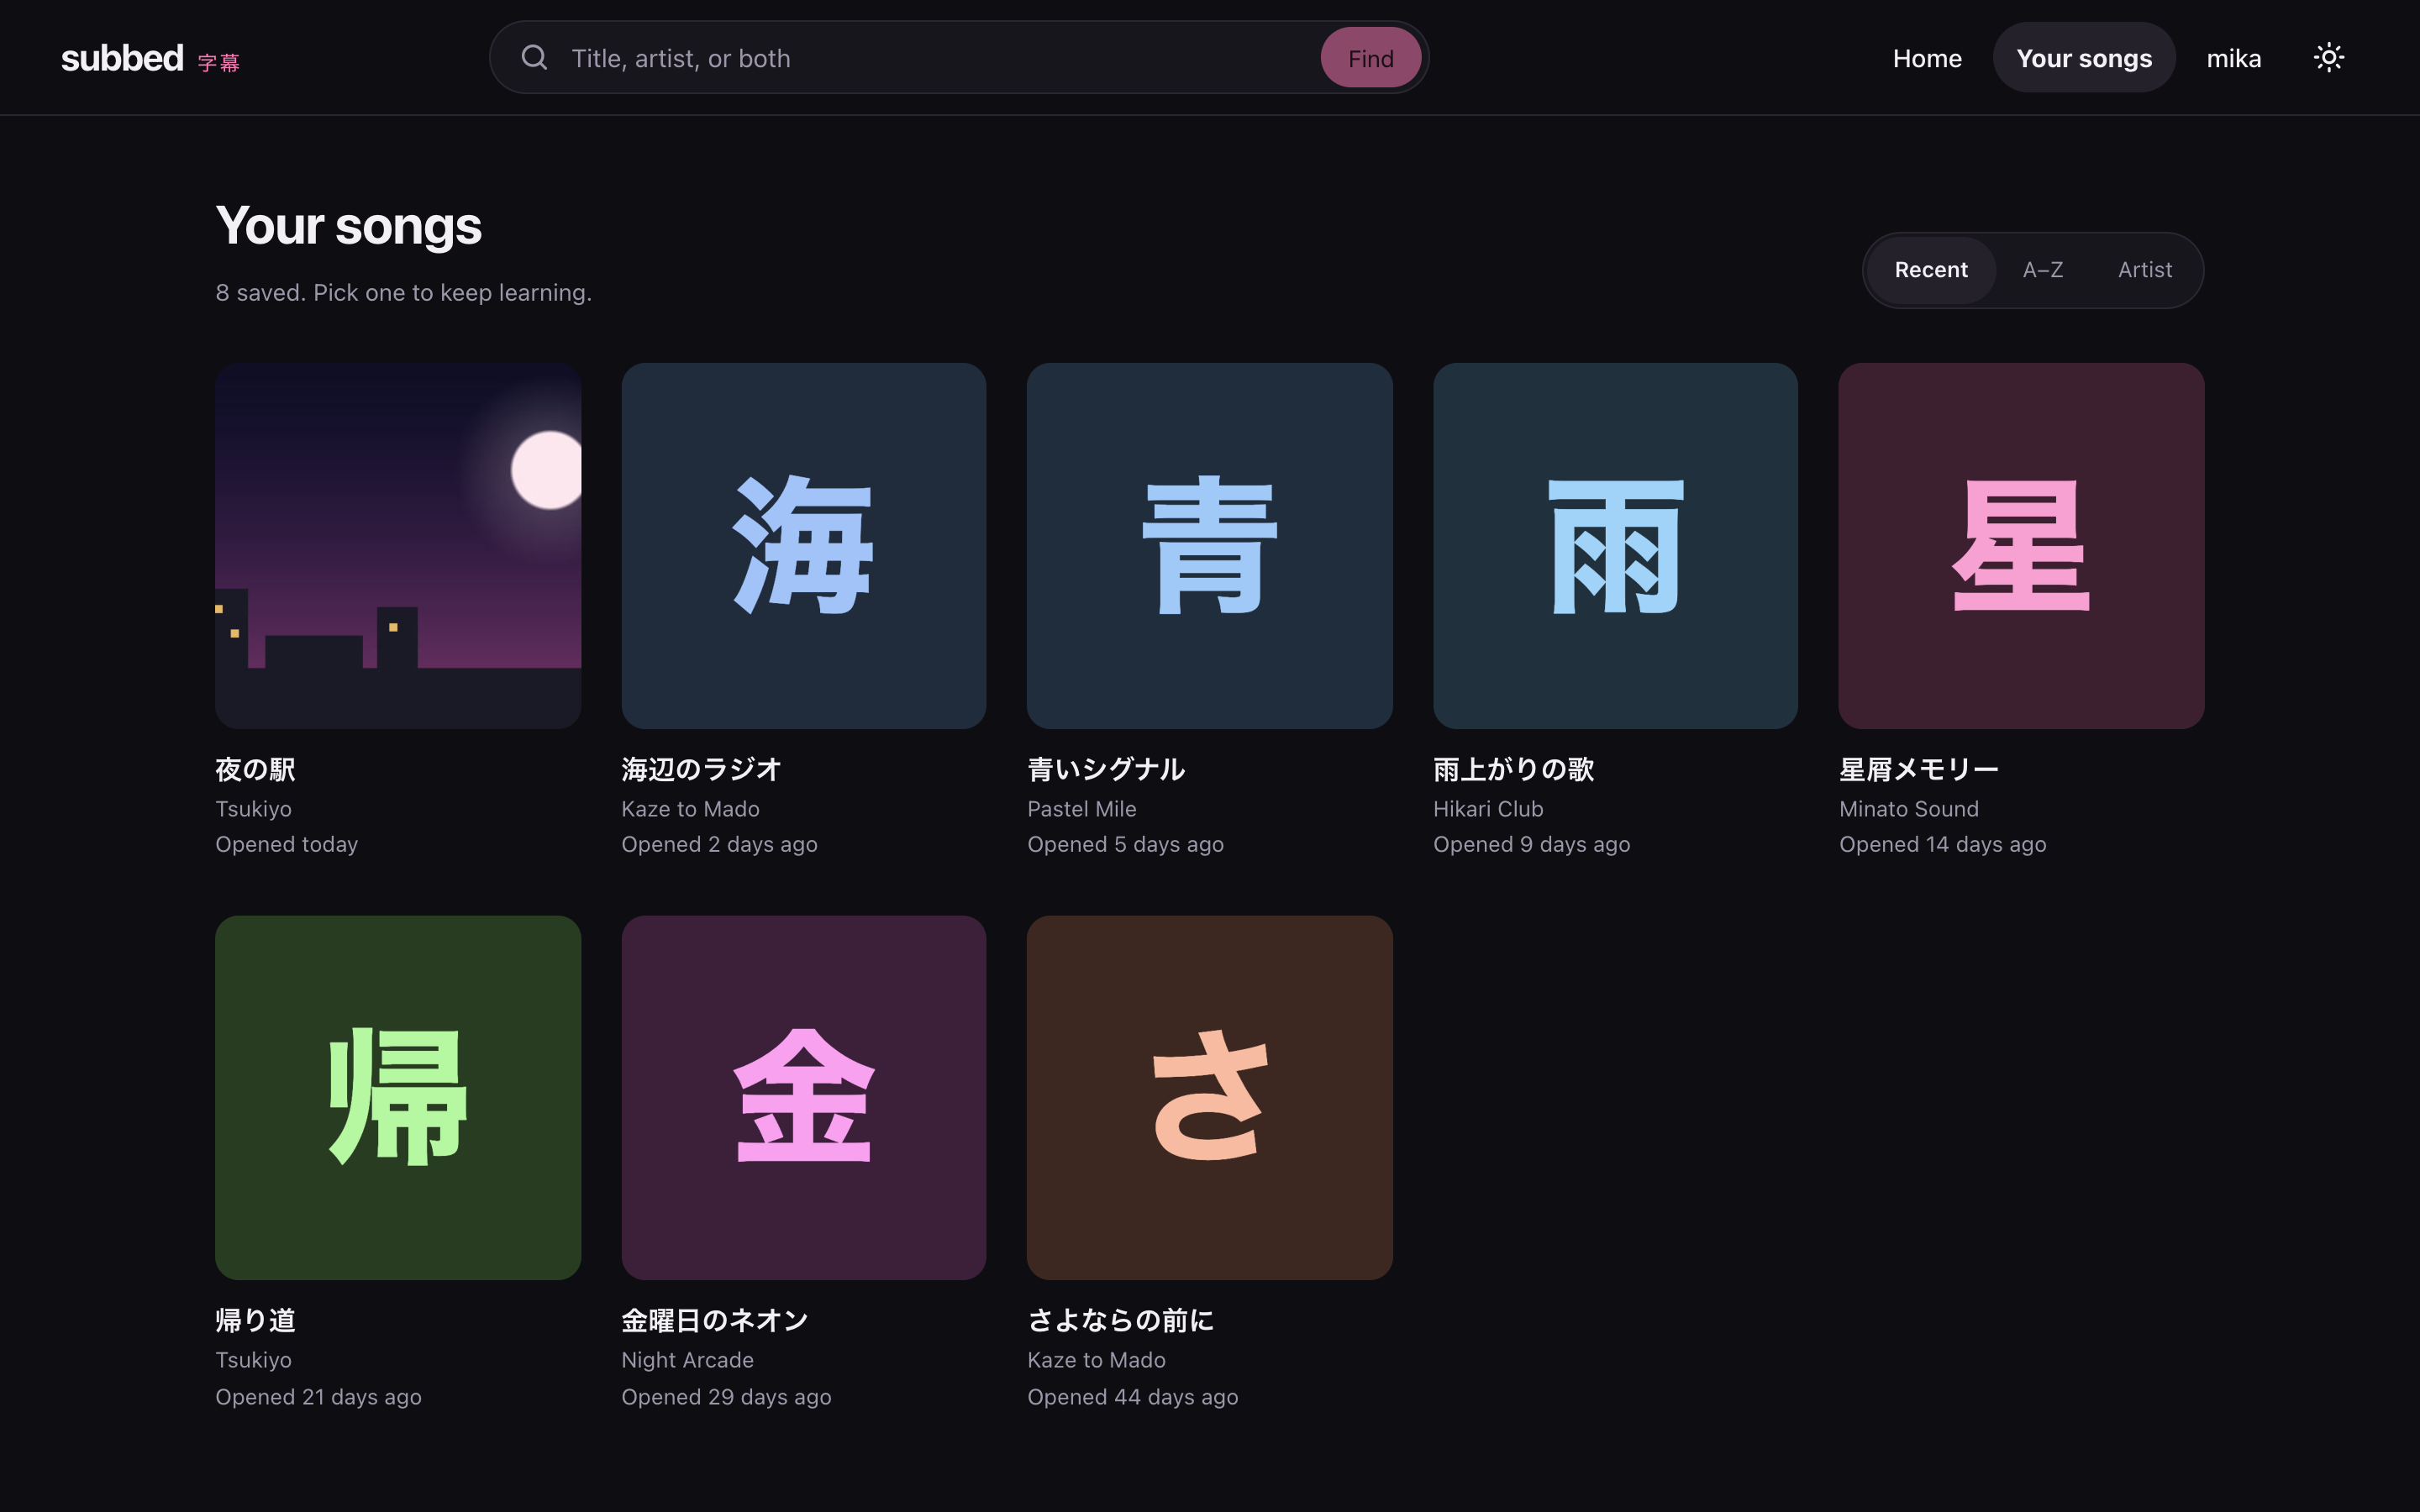 subbed 字幕
Title, artist, or both
Find
Home
Your songs
mika
Your songs
8 saved. Pick one to keep learning.
Recent
A–Z
Artist
海
青
雨
星
夜の駅
Tsukiyo
Opened today
海辺のラジオ
Kaze to Mado
Opened 2 days ago
青いシグナル
Pastel Mile
Opened 5 days ago
雨上がりの歌
Hikari Club
Opened 9 days ago
星屑メモリー
Minato Sound
Opened 14 days ago
帰
金
さ
帰り道
Tsukiyo
Opened 21 days ago
金曜日のネオン
Night Arcade
Opened 29 days ago
さよならの前に
Kaze to Mado
Opened 44 days ago